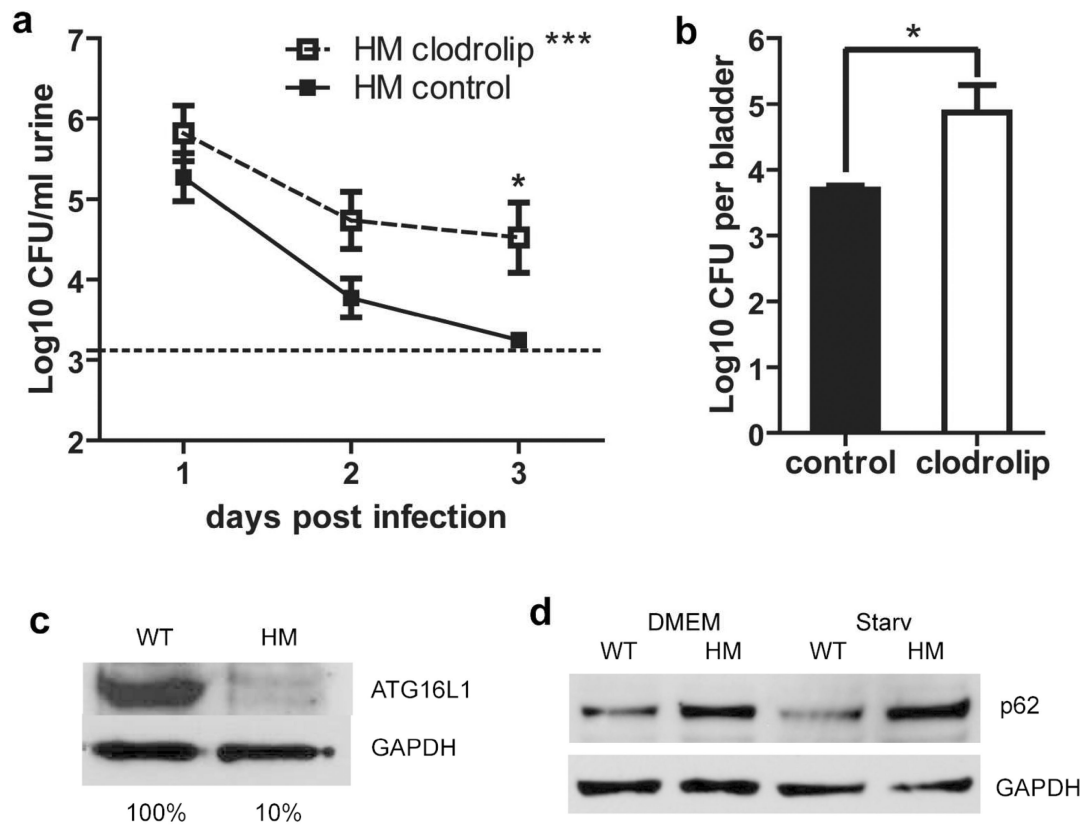 a
7
6
5
4
3
2
Log10 CFU/ml urine
HM clodrolip ***
HM control
*
1 2 3
days post infection
b
7
6
5
4
3
2
1
0
Log10 CFU per bladder
*
control clodrolip
c
WT HM
ATG16L1
GAPDH
100% 10%
d
DMEM Starv
WT HM WT HM
p62
GAPDH